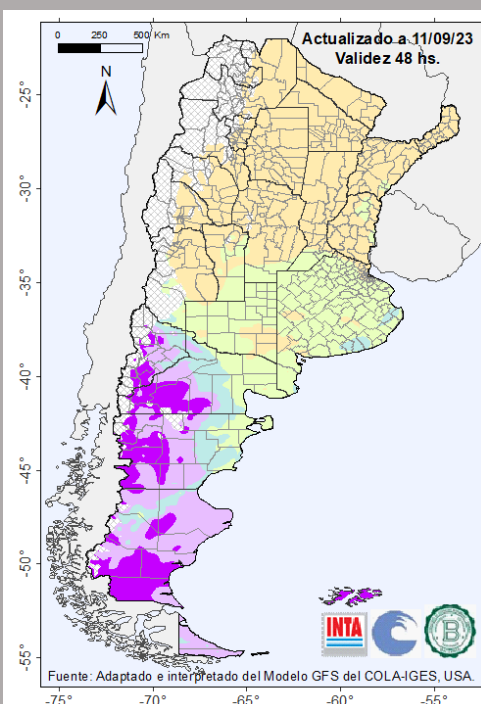 Actualizado a 11/09/23
Validez 48 hs.
0 250 500 Km
N
-25°
-30°
-35°
-40°
-45°
-50°
-55°
INTA
B
Fuente: Adaptado e interpretado del Modelo GFS del COLA-IGES, USA.
-75° -70° -65° -60° -55°